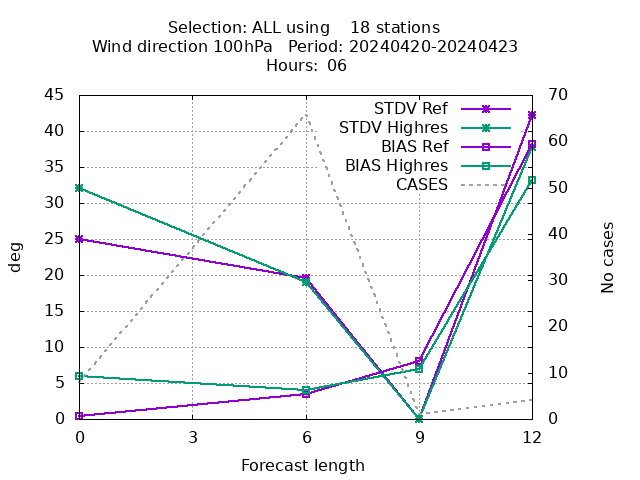 Selection: ALL using 18 stations
Wind direction 100hPa Period: 20240420-20240423
Hours: 06
45
40
35
30
25
20
15
10
5
0
70
60
50
40
30
20
10
0
STDV Ref
STDV Highres
BIAS Ref
BIAS Highres
CASES
deg
No cases
0
3
6
9
12
Forecast length